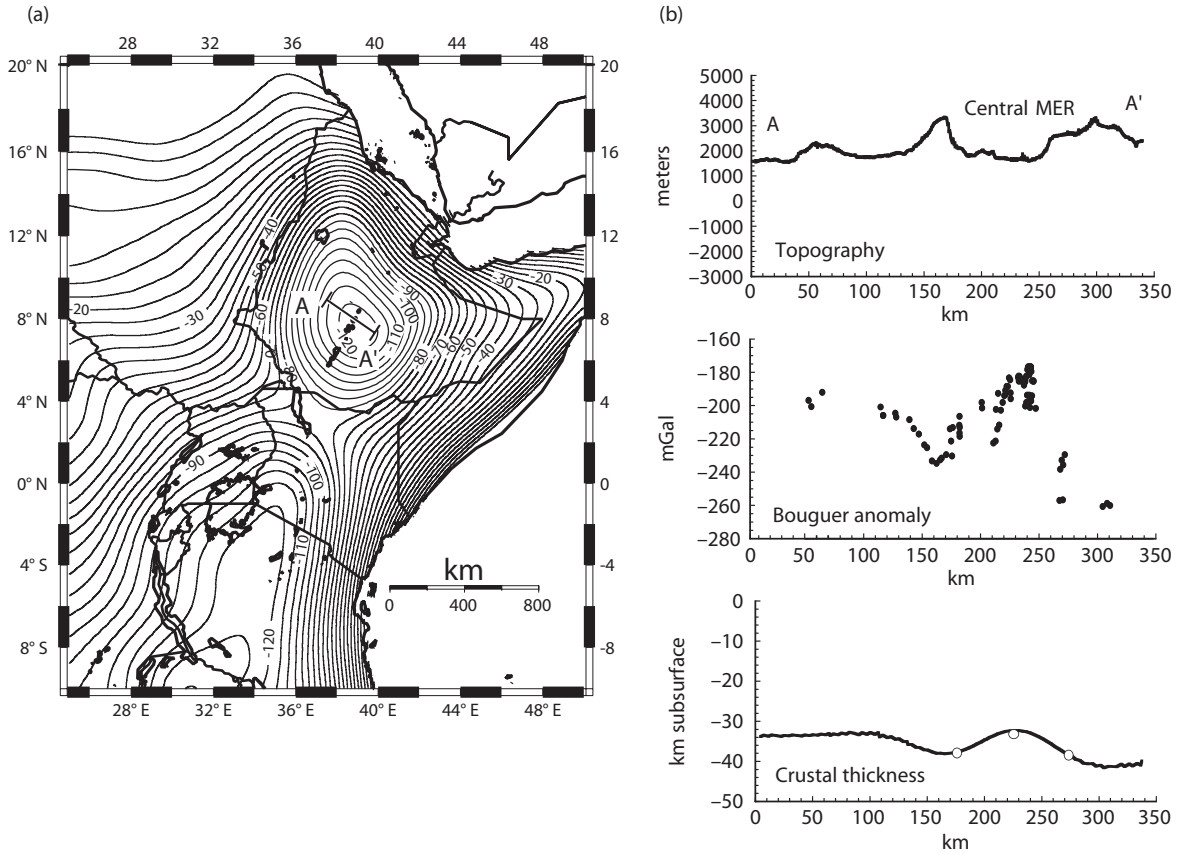 (a)
28 32 36 40 44 48
20° N 20
16° N 16
12° N 12
8° N 8
4° N 4
0° N 0
4° S -4
8° S -8
28° E 32° E 36° E 40° E 44° E 48° E
-40
-50
-20
-30
-60
-80
-90
-100
-110
-120
-90
-100
-110
-20
-80
-70
-60
-50
-40
-30
-20
A
A'
km
0 400 800
(b)
5000
4000
3000
2000
1000
0
−1000
−2000
−3000
meters
A
Central MER
A'
Topography
0 50 100 150 200 250 300 350
km
−160
−180
−200
−220
−240
−260
−280
mGal
Bouguer anomaly
0 50 100 150 200 250 300 350
km
0
−10
−20
−30
−40
−50
km subsurface
Crustal thickness
0 50 100 150 200 250 300 350
km